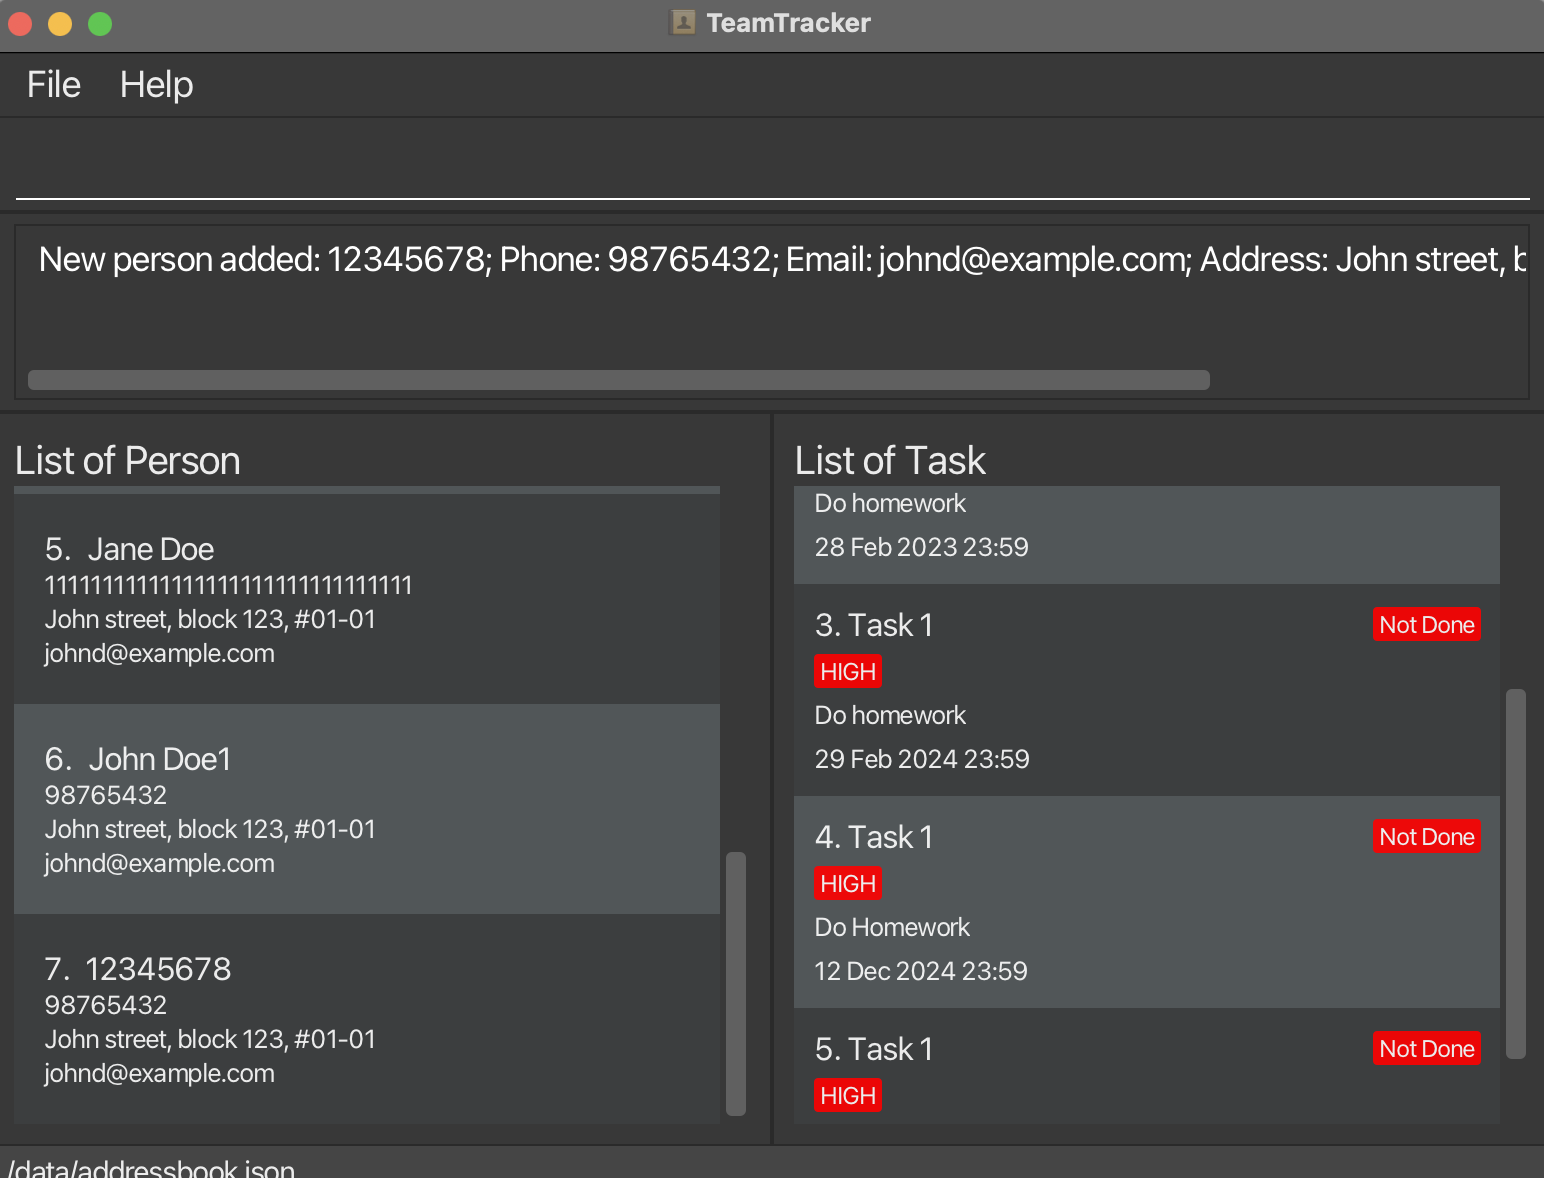 TeamTracker
File Help
New person added: 12345678; Phone: 98765432; Email: johnd@example.com; Address: John street, b
List of Person
5. Jane Doe
11111111111111111111111111111111
John street, block 123, #01-01
johnd@example.com
6. John Doe1
98765432
John street, block 123, #01-01
johnd@example.com
7. 12345678
98765432
John street, block 123, #01-01
johnd@example.com
List of Task
Do homework
28 Feb 2023 23:59
3. Task 1 Not Done
HIGH
Do homework
29 Feb 2024 23:59
4. Task 1 Not Done
HIGH
Do Homework
12 Dec 2024 23:59
5. Task 1 Not Done
HIGH
/data/addressbook.json